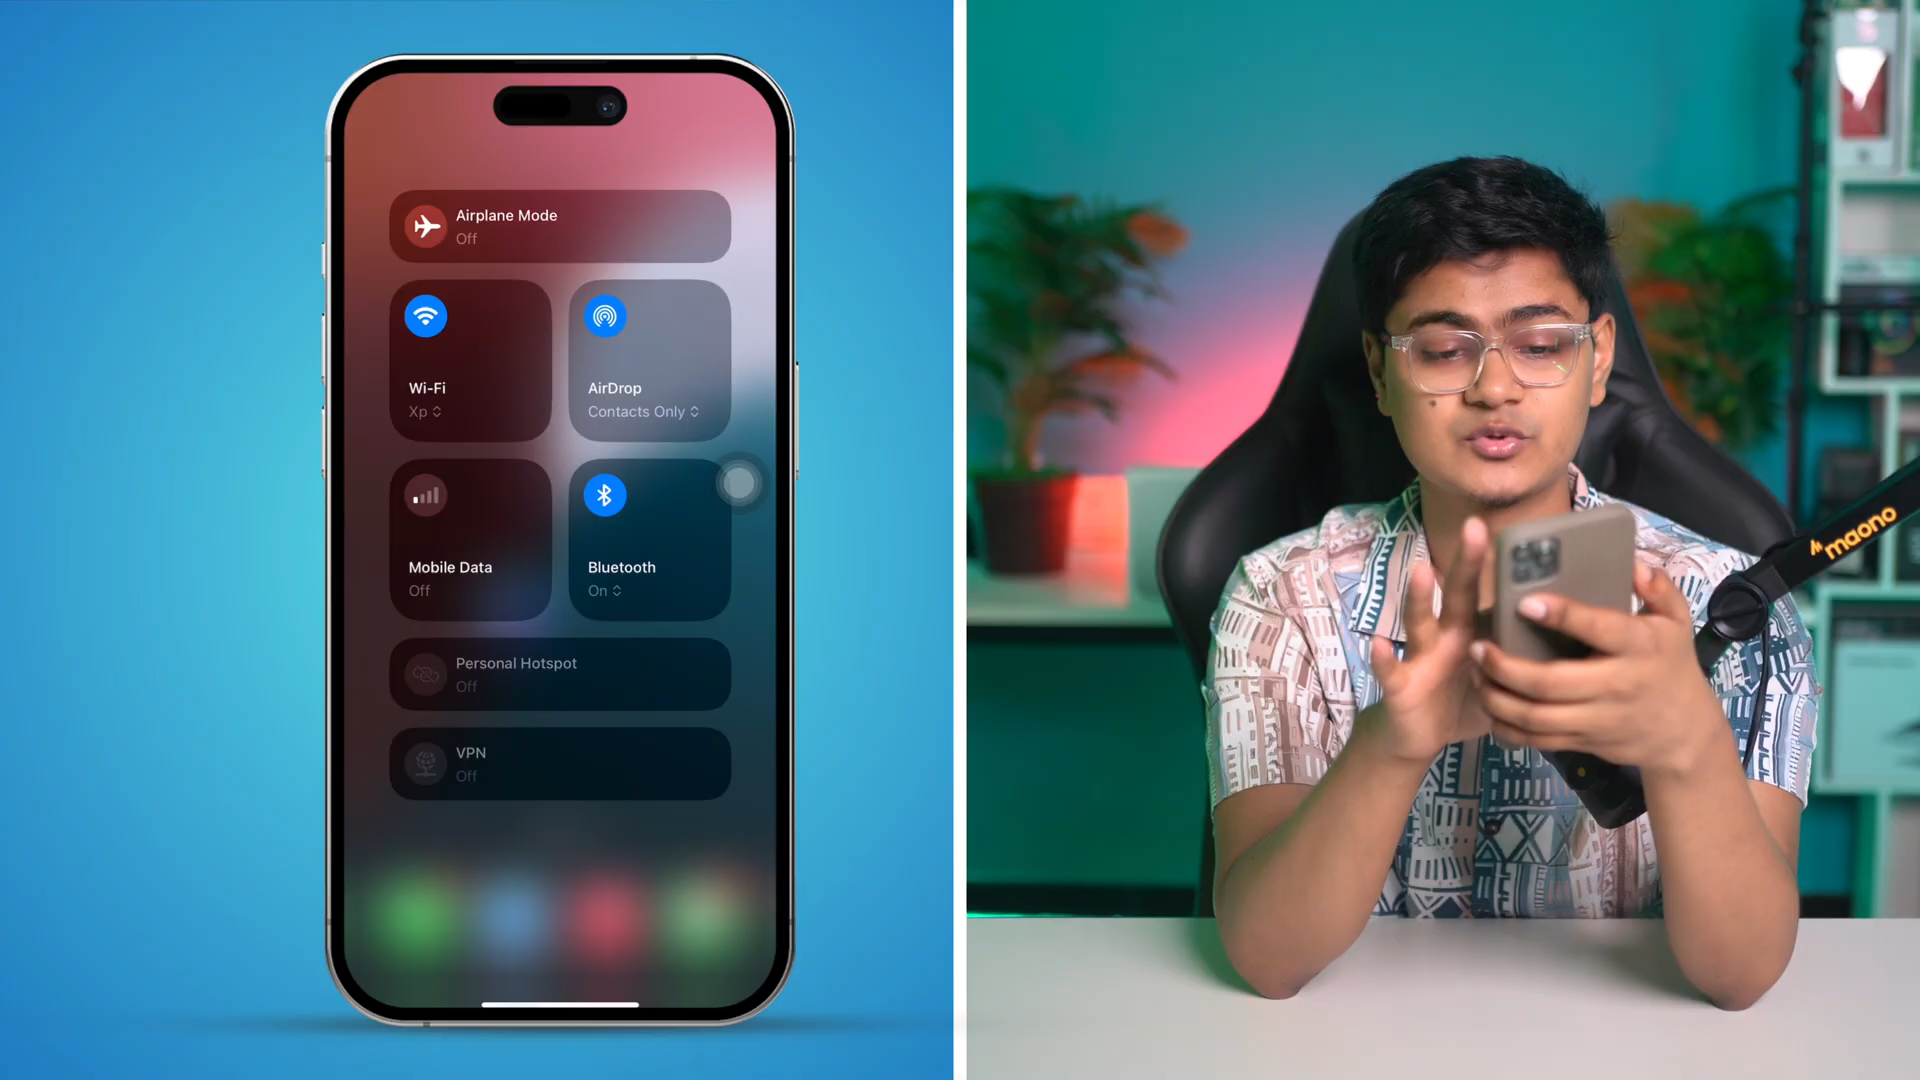 Airplane Mode
Off
Wi-Fi
Xp
AirDrop
Contacts Only
Mobile Data
Off
Bluetooth
On
Personal Hotspot
Off
VPN
Off
maono